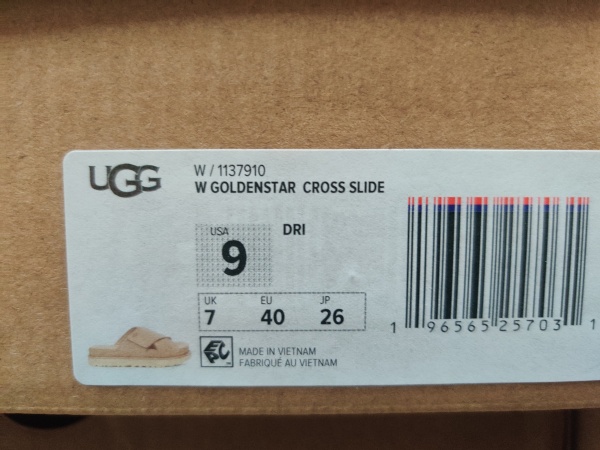 UGG
W / 1137910
W GOLDENSTAR CROSS SLIDE
USA
9
DRI
UK EU JP
7 40 26
MADE IN VIETNAM
FABRIQUÉ AU VIETNAM
1 96565 25703 1